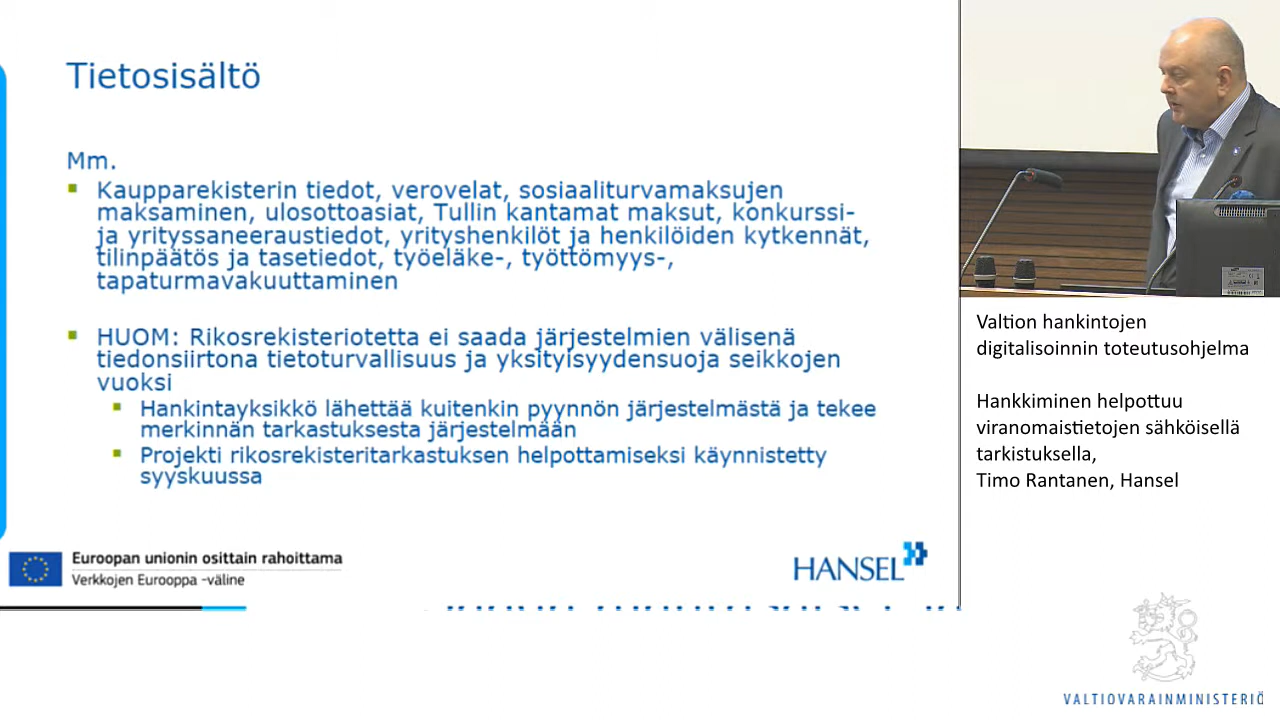 Tietosisältö
Mm.
Kaupparekisterin tiedot, verovelat, sosiaaliturvamaksujen
maksaminen, ulosottoasiat, Tullin kantamat maksut, konkurssi-
ja yrityssaneeraustiedot, yrityshenkilöt ja henkilöiden kytkennät,
tilinpäätös ja tasetiedot, työeläke-, työttömyys-,
tapaturmavakuuttaminen
HUOM: Rikosrekisteriotetta ei saada järjestelmien välisenä
tiedonsiirtona tietoturvallisuus ja yksityisyydensuoja seikkojen
vuoksi
Hankintayksikkö lähettää kuitenkin pyynnön järjestelmästä ja tekee
merkinnän tarkastuksesta järjestelmään
Projekti rikosrekisteritarkastuksen helpottamiseksi käynnistetty
syyskuussa
Euroopan unionin osittain rahoittama
Verkkojen Eurooppa -väline
HANSEL
Valtion hankintojen
digitalisoinnin toteutusohjelma
Hankkiminen helpottuu
viranomaistietojen sähköisellä
tarkistuksella,
Timo Rantanen, Hansel
VALTIOVARAINMINISTERIÖ